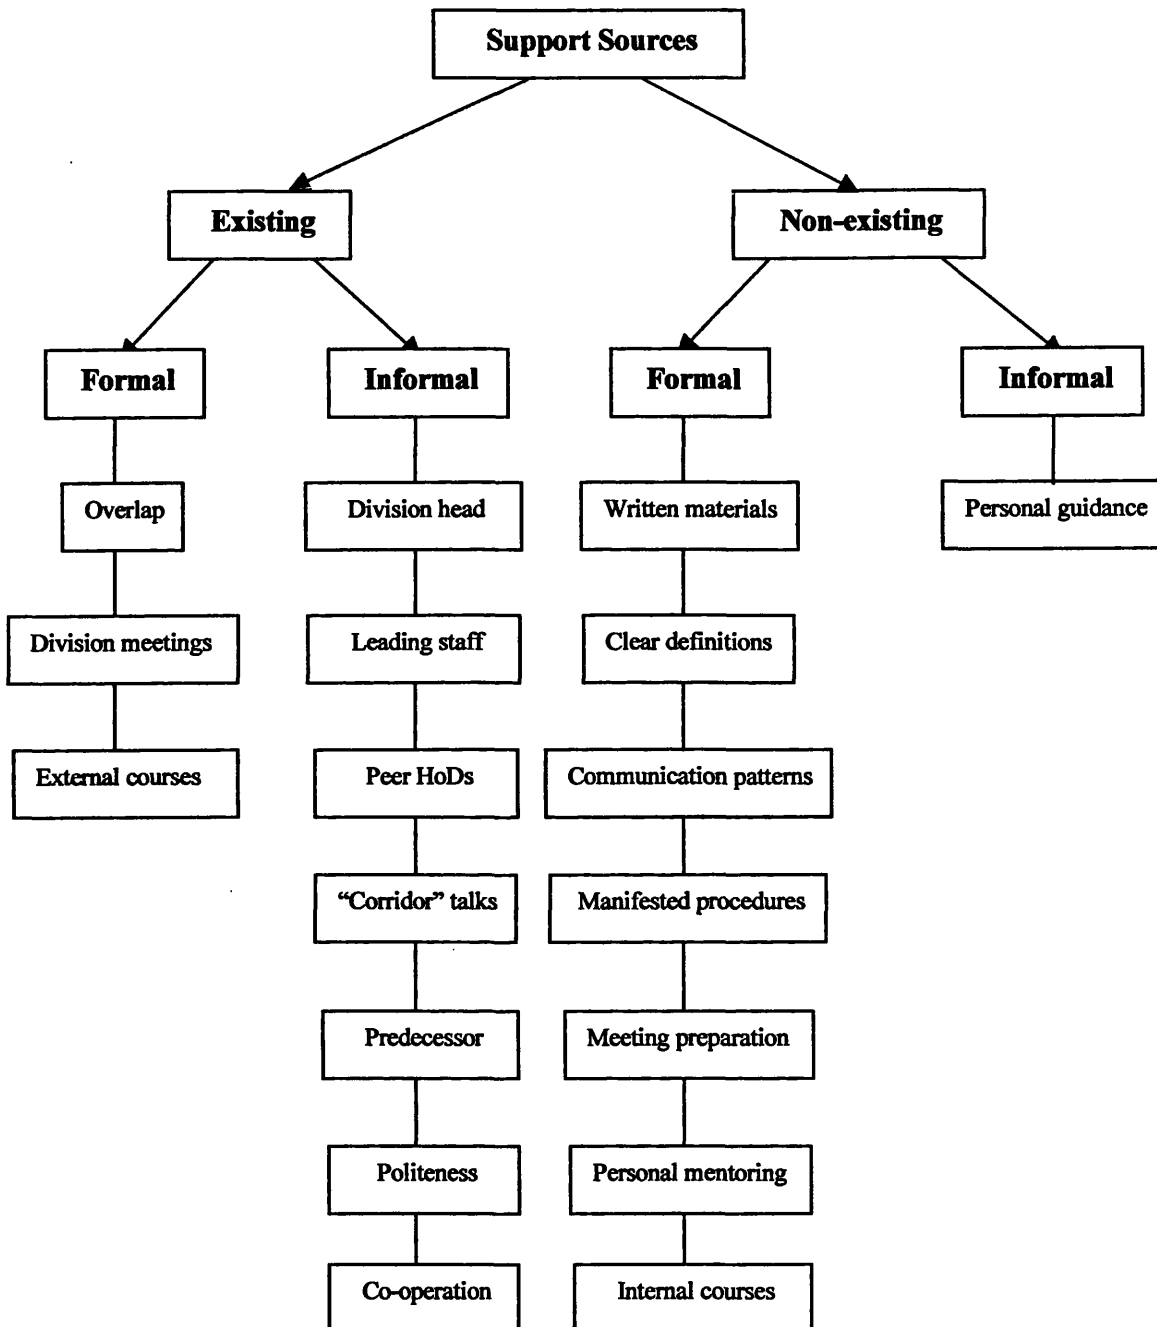 Support Sources
Existing
Non-existing
Formal
Informal
Formal
Informal
Overlap
Division head
Written materials
Personal guidance
Division meetings
Leading staff
Clear definitions
External courses
Peer HoDs
Communication patterns
“Corridor” talks
Manifested procedures
Predecessor
Meeting preparation
Politeness
Personal mentoring
Co-operation
Internal courses